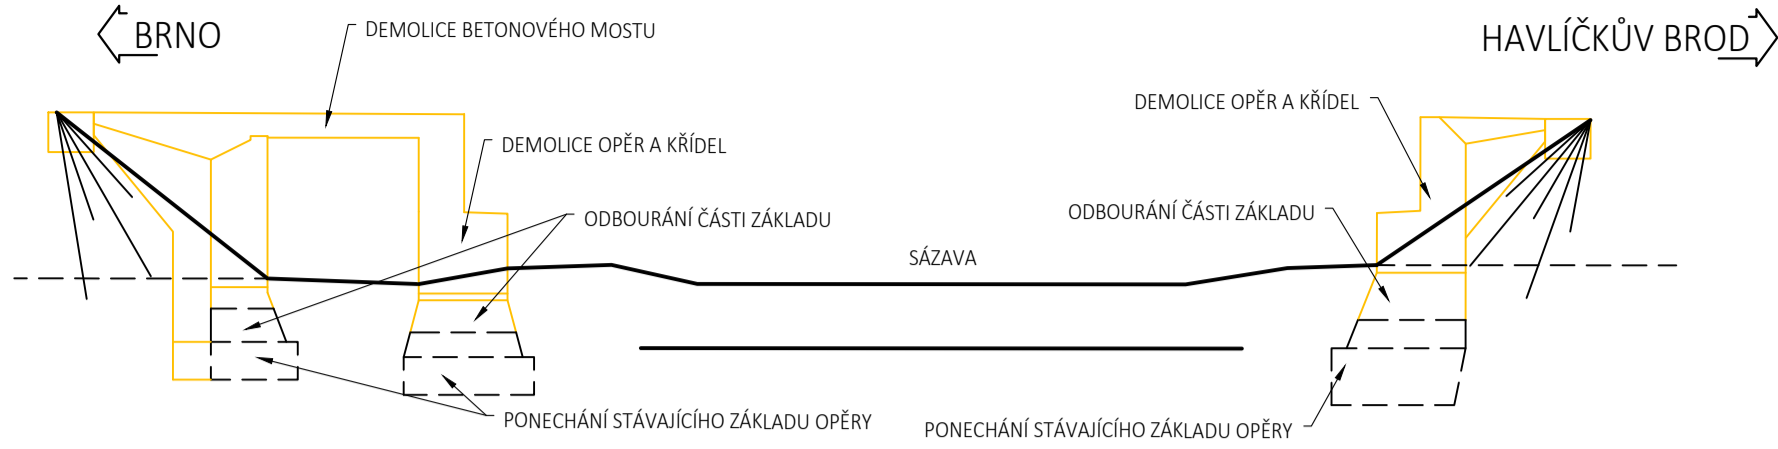 BRNO
HAVLÍČKŮV BROD
DEMOLICE BETONOVÉHO MOSTU
DEMOLICE OPĚR A KŘÍDEL
DEMOLICE OPĚR A KŘÍDEL
ODBOURÁNÍ ČÁSTI ZÁKLADU
ODBOURÁNÍ ČÁSTI ZÁKLADU
SÁZAVA
PONECHÁNÍ STÁVAJÍCÍHO ZÁKLADU OPĚRY
PONECHÁNÍ STÁVAJÍCÍHO ZÁKLADU OPĚRY